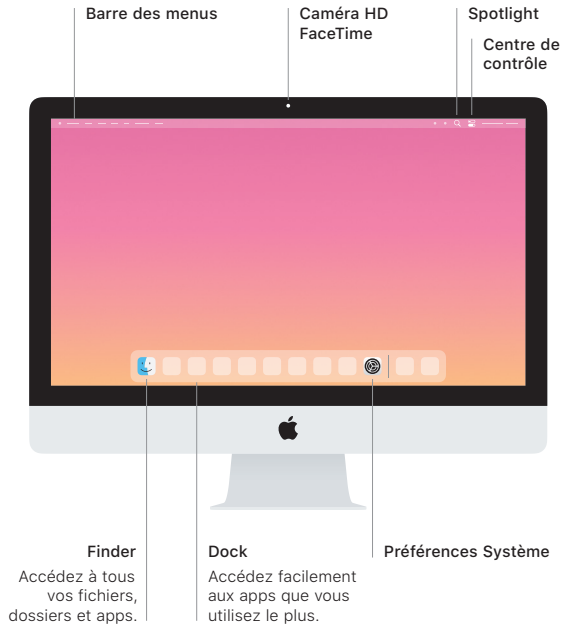 Barre des menus
Caméra HD
FaceTime
Spotlight
Centre de
contrôle
Finder
Accédez à tous
vos fichiers,
dossiers et apps.
Dock
Accédez facilement
aux apps que vous
utilisez le plus.
Préférences Système